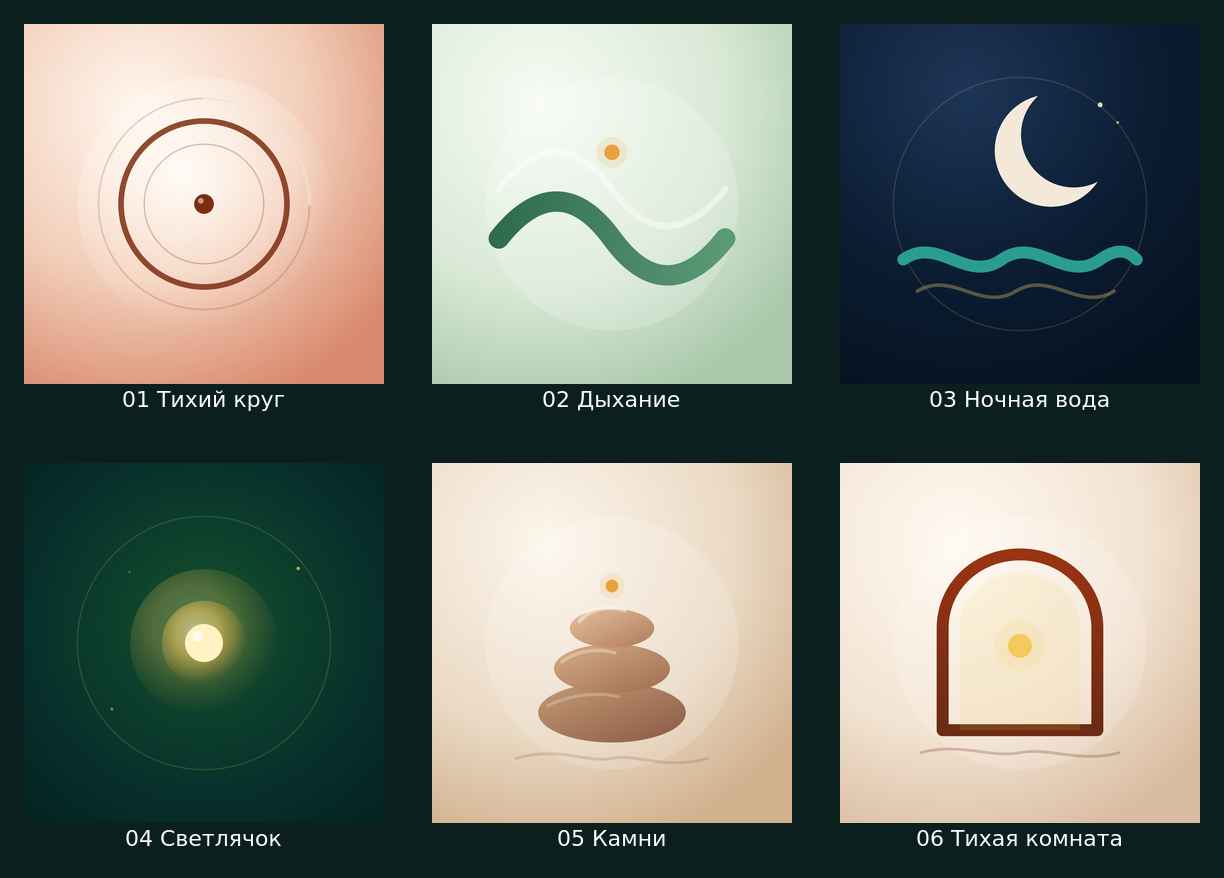 01 Тихий круг
02 Дыхание
03 Ночная вода
04 Светлячок
05 Камни
06 Тихая комната